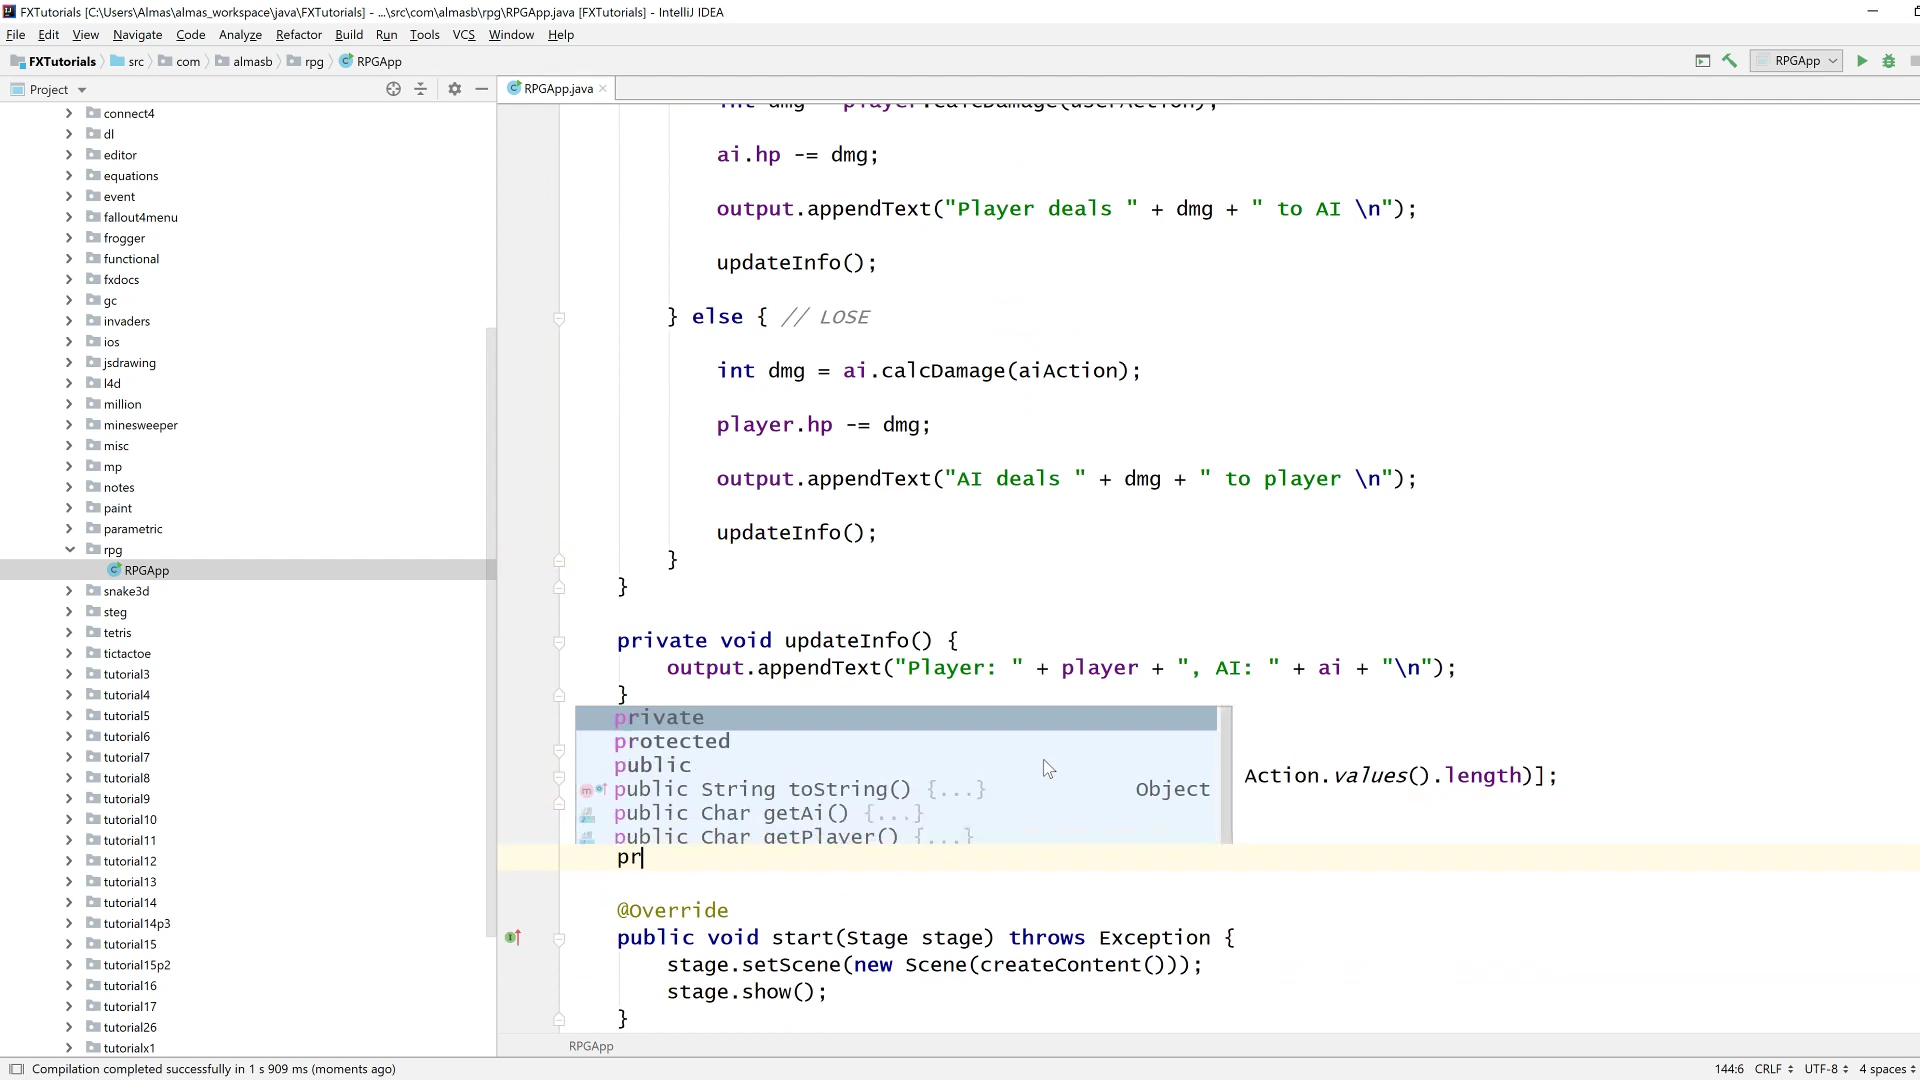 FXTutorials [C:\Users\Almas\almas_workspace\java\FXTutorials] - ...\src\com\almasb\rpg\RPGApp.java [FXTutorials] - IntelliJ IDEA
File Edit View Navigate Code Analyze Refactor Build Run Tools VCS Window Help
FXTutorials src com almasb rpg RPGApp RPGApp
Project RPGApp.java
connect4
dl
editor
equations
event
fallout4menu
frogger
functional
fxdocs
gc
invaders
ios
jsdrawing
l4d
million
minesweeper
misc
mp
notes
paint
parametric
rpg
RPGApp
snake3d
steg
tetris
tictactoe
tutorial3
tutorial4
tutorial5
tutorial6
tutorial7
tutorial8
tutorial9
tutorial10
tutorial11
tutorial12
tutorial13
tutorial14
tutorial14p3
tutorial15
tutorial15p2
tutorial16
tutorial17
tutorial26
tutorialx1
int dmg = player.calcDamage(userAction);
ai.hp -= dmg;
output.appendText("Player deals " + dmg + " to AI \n");
updateInfo();
} else { // LOSE
int dmg = ai.calcDamage(aiAction);
player.hp -= dmg;
output.appendText("AI deals " + dmg + " to player \n");
updateInfo();
}
}
private void updateInfo() {
output.appendText("Player: " + player + ", AI: " + ai + "\n");
}
private
protected
public
Action.values().length)];
public String toString() {...} Object
public Char getAi() {...}
public Char getPlayer() {...}
pr
@Override
public void start(Stage stage) throws Exception {
stage.setScene(new Scene(createContent()));
stage.show();
}
RPGApp
Compilation completed successfully in 1 s 909 ms (moments ago) 144:6 CRLF UTF-8 4 spaces